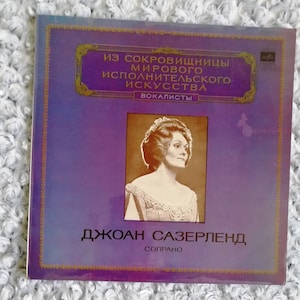 ИЗ СОКРОВИЩНИЦЫ
МИРОВОГО
ИСПОЛНИТЕЛЬСКОГО
ИСКУССТВА
ВОКАЛИСТЫ
ДЖОАН САЗЕРЛЕНД
СОПРАНО